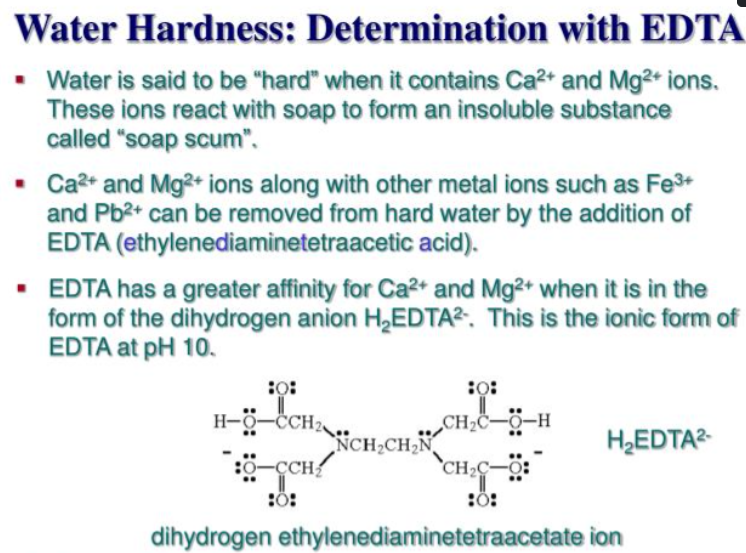 Water Hardness: Determination with EDTA
▪ Water is said to be “hard” when it contains Ca²⁺ and Mg²⁺ ions.
These ions react with soap to form an insoluble substance
called “soap scum”.
▪ Ca²⁺ and Mg²⁺ ions along with other metal ions such as Fe³⁺
and Pb²⁺ can be removed from hard water by the addition of
EDTA (ethylenediaminetetraacetic acid).
▪ EDTA has a greater affinity for Ca²⁺ and Mg²⁺ when it is in the
form of the dihydrogen anion H₂EDTA²⁻. This is the ionic form of
EDTA at pH 10.
:O: :O:
H–O–CCH₂ CH₂C–O–H
NCH₂CH₂N H₂EDTA²⁻
⁻:O–CCH₂ CH₂C–O:⁻
:O: :O:
dihydrogen ethylenediaminetetraacetate ion